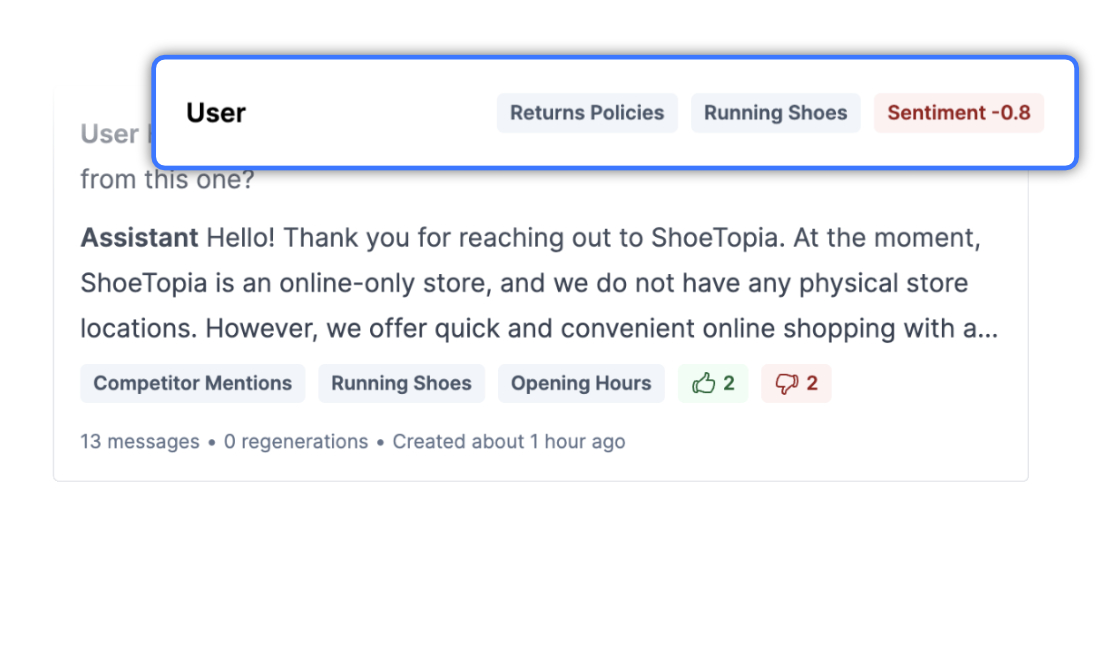 User Returns Policies Running Shoes Sentiment -0.8
User
from this one?
Assistant Hello! Thank you for reaching out to ShoeTopia. At the moment,
ShoeTopia is an online-only store, and we do not have any physical store
locations. However, we offer quick and convenient online shopping with a...
Competitor Mentions Running Shoes Opening Hours 2 2
13 messages • 0 regenerations • Created about 1 hour ago